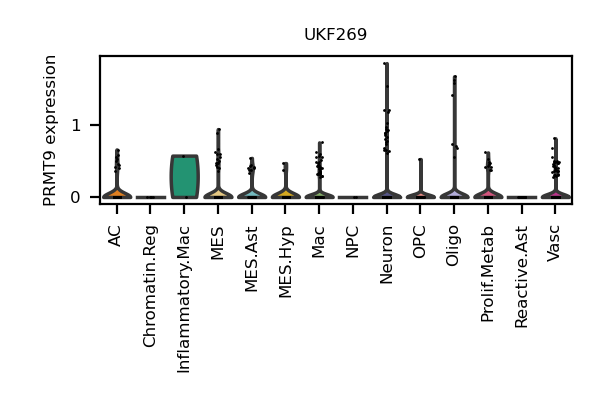 UKF269
PRMT9 expression
1
0
AC
Chromatin.Reg
Inflammatory.Mac
MES
MES.Ast
MES.Hyp
Mac
NPC
Neuron
OPC
Oligo
Prolif.Metab
Reactive.Ast
Vasc